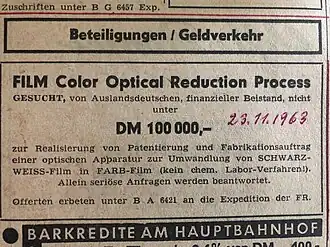 Zuschriften unter B G 6457 Exp.
Beteiligungen / Geldverkehr
FILM Color Optical Reduction Process
GESUCHT, von Auslandsdeutschen, finanzieller Beistand, nicht
unter
DM 100 000,–
23.11.1963
zur Realisierung von Patentierung und Fabrikationsauftrag
einer optischen Apparatur zur Umwandlung von SCHWARZ-
WEISS-Film in FARB-Film (kein chem. Labor-Verfahren!).
Allein seriöse Anfragen werden beantwortet.
Offerten erbeten unter B A 6421 an die Expedition der FR.
BARKREDITE AM HAUPTBAHNHOF